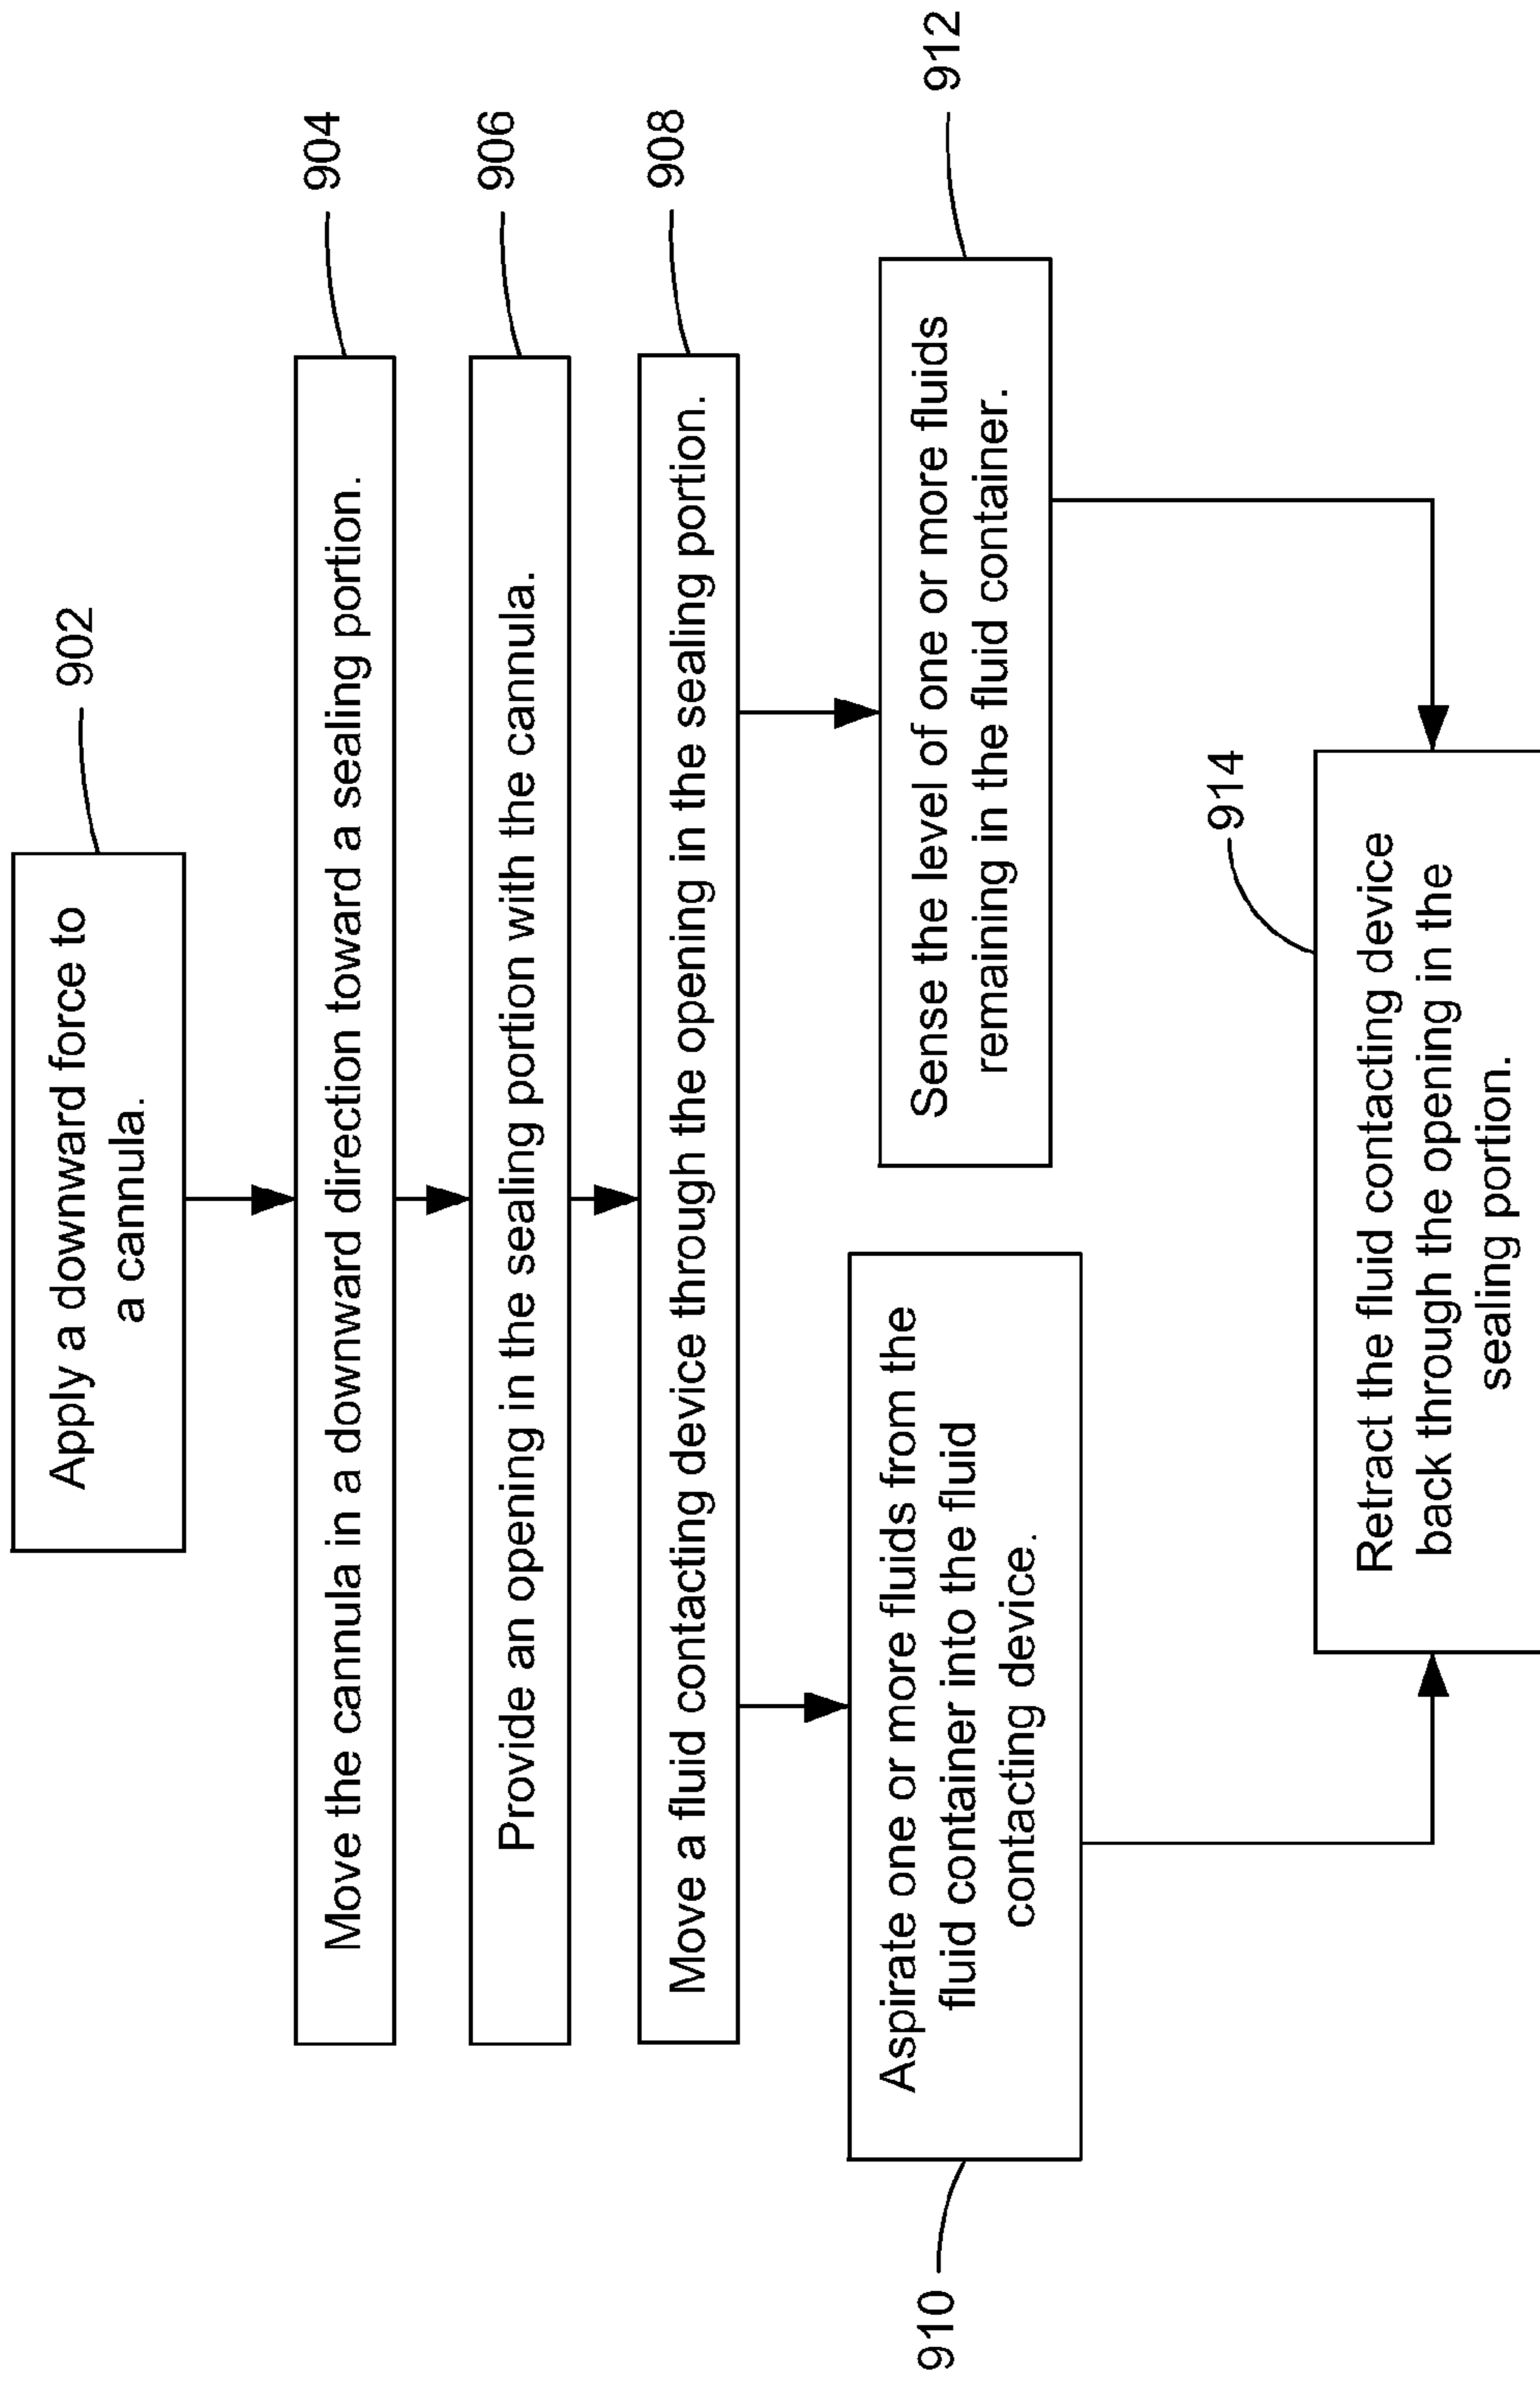 Apply a downward force to
a cannula.
902
Move the cannula in a downward direction toward a sealing portion.
904
Provide an opening in the sealing portion with the cannula.
906
Move a fluid contacting device through the opening in the sealing portion.
908
910
Aspirate one or more fluids from the
fluid container into the fluid
contacting device.
Sense the level of one or more fluids
remaining in the fluid container.
912
914
Retract the fluid contacting device
back through the opening in the
sealing portion.